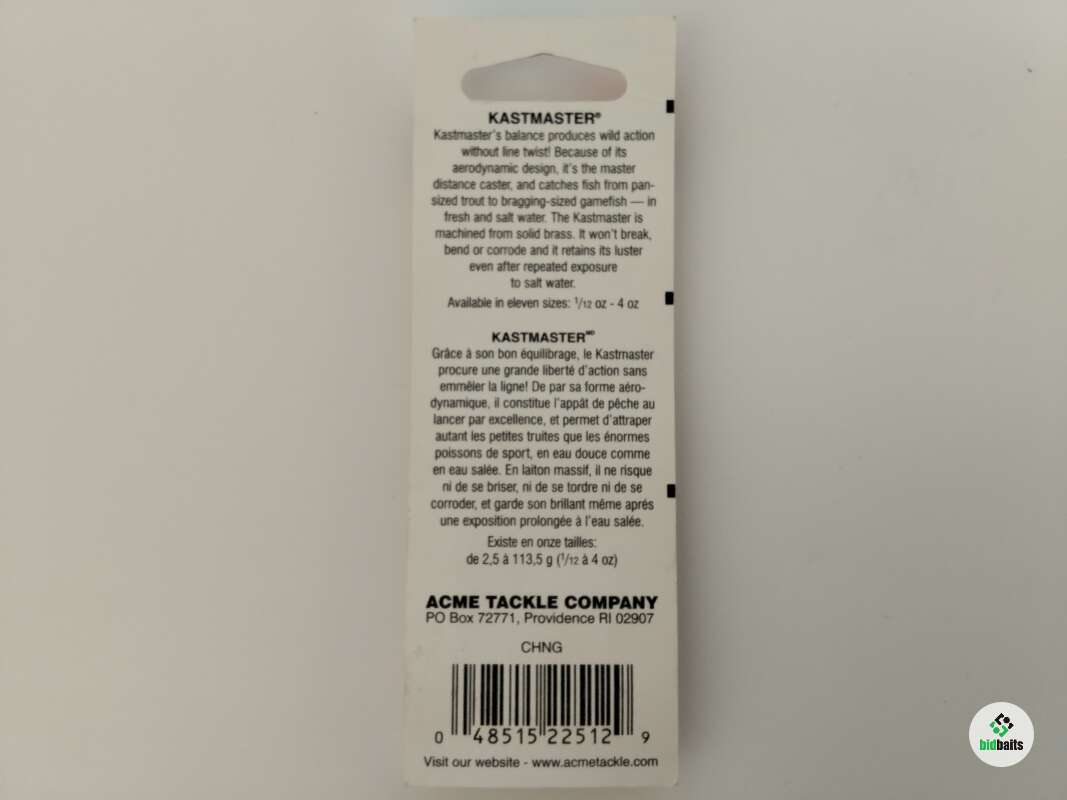 KASTMASTER®
Kastmaster's balance produces wild action
without line twist! Because of its
aerodynamic design, it's the master
distance caster, and catches fish from pan-
sized trout to bragging-sized gamefish — in
fresh and salt water. The Kastmaster is
machined from solid brass. It won't break,
bend or corrode and it retains its luster
even after repeated exposure
to salt water.
Available in eleven sizes: 1/12 oz - 4 oz
KASTMASTER MD
Grâce à son bon équilibrage, le Kastmaster
procure une grande liberté d'action sans
emmêler la ligne! De par sa forme aéro-
dynamique, il constitue l'appât de pêche au
lancer par excellence, et permet d'attraper
autant les petites truites que les énormes
poissons de sport, en eau douce comme
en eau salée. En laiton massif, il ne risque
ni de se briser, ni de se tordre ni de se
corroder, et garde son brillant même après
une exposition prolongée à l'eau salée.
Existe en onze tailles:
de 2,5 à 113,5 g (1/12 à 4 oz)
ACME TACKLE COMPANY
PO Box 72771, Providence RI 02907
CHNG
0 48515 22512 9
Visit our website - www.acmetackle.com
bidbaits